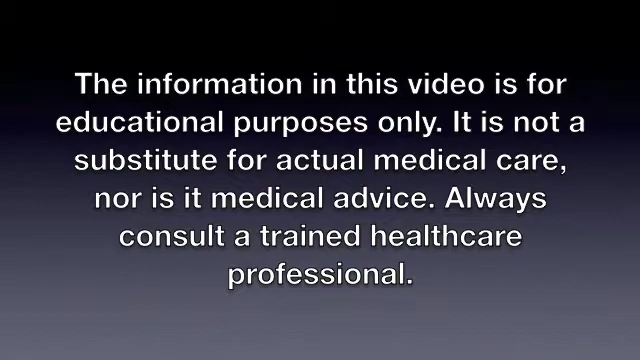 The information in this video is for
educational purposes only. It is not a
substitute for actual medical care,
nor is it medical advice. Always
consult a trained healthcare
professional.